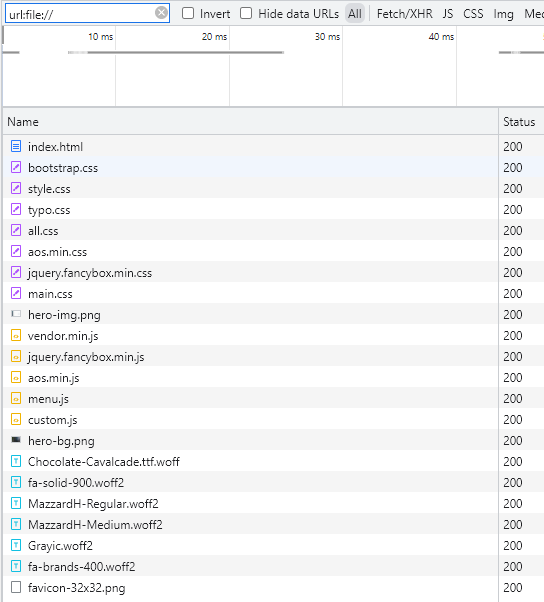 url:file://
Invert Hide data URLs All Fetch/XHR JS CSS Img
10 ms 20 ms 30 ms 40 ms
Name Status
index.html 200
bootstrap.css 200
style.css 200
typo.css 200
all.css 200
aos.min.css 200
jquery.fancybox.min.css 200
main.css 200
hero-img.png 200
vendor.min.js 200
jquery.fancybox.min.js 200
aos.min.js 200
menu.js 200
custom.js 200
hero-bg.png 200
Chocolate-Cavalcade.ttf.woff 200
fa-solid-900.woff2 200
MazzardH-Regular.woff2 200
MazzardH-Medium.woff2 200
Grayic.woff2 200
fa-brands-400.woff2 200
favicon-32x32.png 200